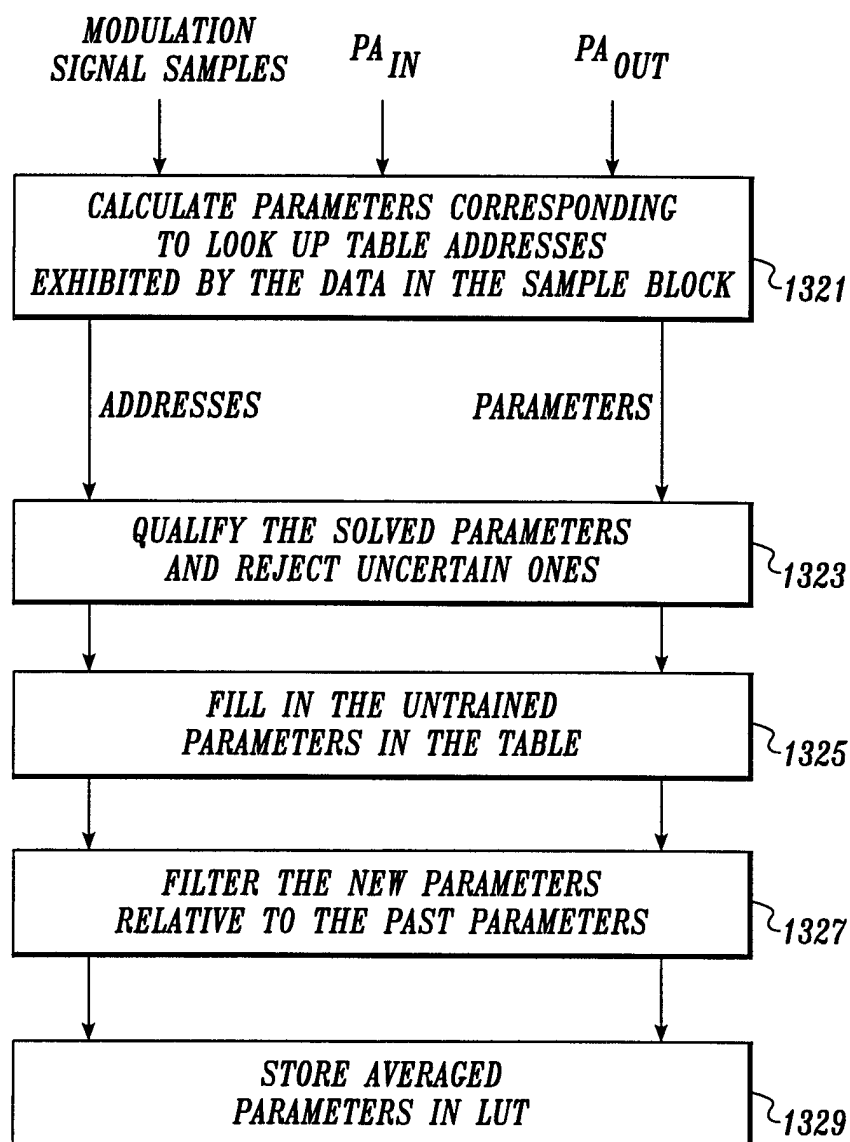 MODULATION
SIGNAL SAMPLES
PA IN
PA OUT
CALCULATE PARAMETERS CORRESPONDING
TO LOOK UP TABLE ADDRESSES
EXHIBITED BY THE DATA IN THE SAMPLE BLOCK
1321
ADDRESSES
PARAMETERS
QUALIFY THE SOLVED PARAMETERS
AND REJECT UNCERTAIN ONES
1323
FILL IN THE UNTRAINED
PARAMETERS IN THE TABLE
1325
FILTER THE NEW PARAMETERS
RELATIVE TO THE PAST PARAMETERS
1327
STORE AVERAGED
PARAMETERS IN LUT
1329